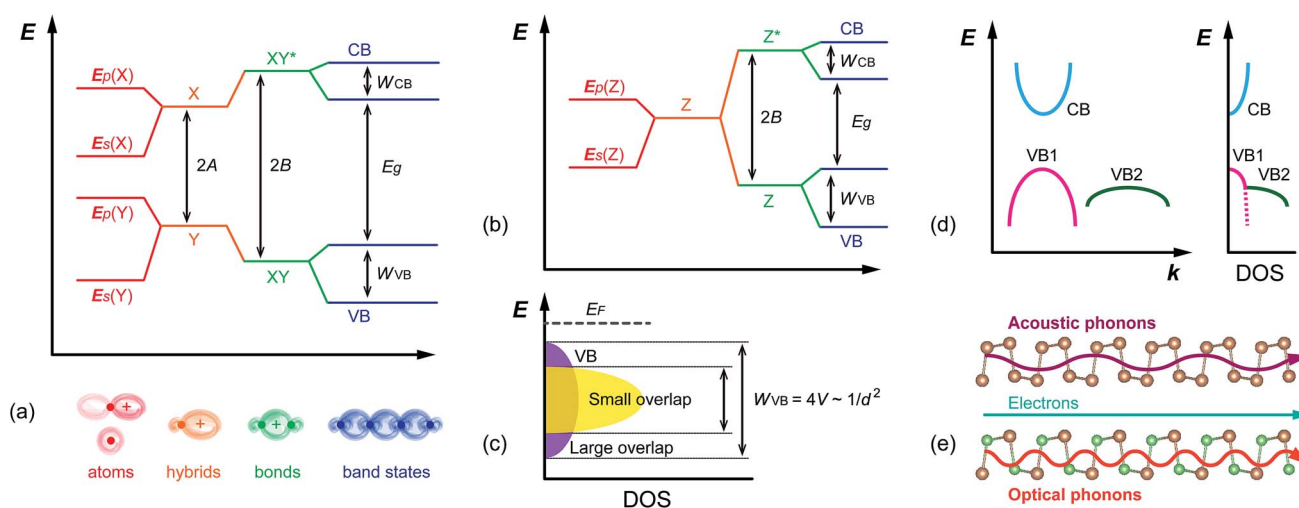 E
Ep(X)
Es(X)
Ep(Y)
Es(Y)
X
Y
2A
XY*
XY
2B
CB
WCB
Eg
WVB
VB
(a)
atoms
hybrids
bonds
band states
E
Ep(Z)
Es(Z)
Z
Z*
Z
2B
CB
WCB
Eg
WVB
VB
(b)
E
EF
VB
Small overlap
Large overlap
WVB = 4V ~ 1/d²
(c)
DOS
E
CB
VB1
VB2
(d)
k
E
CB
VB1
VB2
DOS
Acoustic phonons
Electrons
(e)
Optical phonons